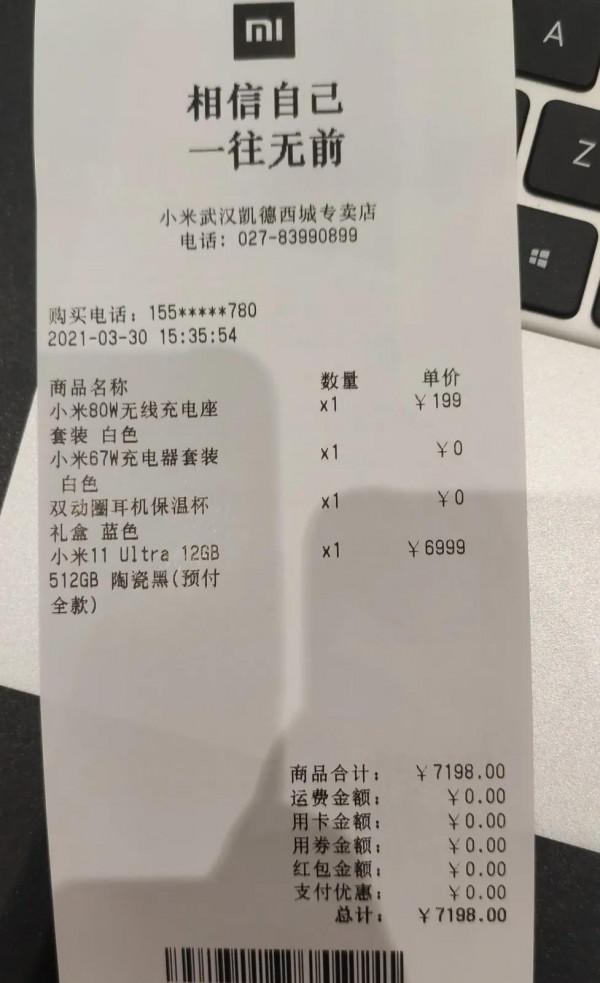 mi
相信自己
一往无前
小米武汉凯德西城专卖店
电话: 027-83990899
购买电话: 155*****780
2021-03-30 15:35:54
商品名称 数量 单价
小米80W无线充电座 x1 ￥199
套装 白色
小米67W充电器套装 x1 ￥0
白色
双动圈耳机保温杯 x1 ￥0
礼盒 蓝色
小米11 Ultra 12GB x1 ￥6999
512GB 陶瓷黑(预付
全款)
商品合计: ￥7198.00
运费金额: ￥0.00
用卡金额: ￥0.00
用券金额: ￥0.00
红包金额: ￥0.00
支付优惠: ￥0.00
总计: ￥7198.00
A
Z